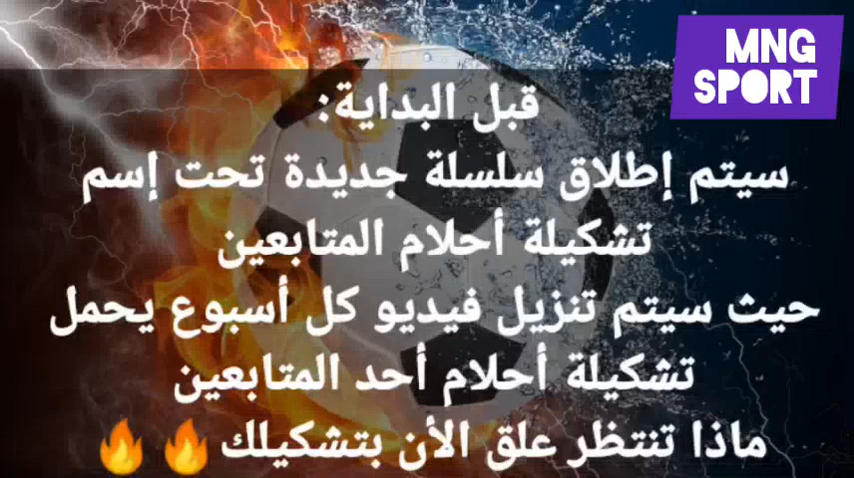 MNG
SPORT
قبل البداية:
سيتم إطلاق سلسلة جديدة تحت إسم
تشكيلة أحلام المتابعين
حيث سيتم تنزيل فيديو كل أسبوع يحمل
تشكيلة أحلام أحد المتابعين
ماذا تنتظر علق الأن بتشكيلك🔥🔥